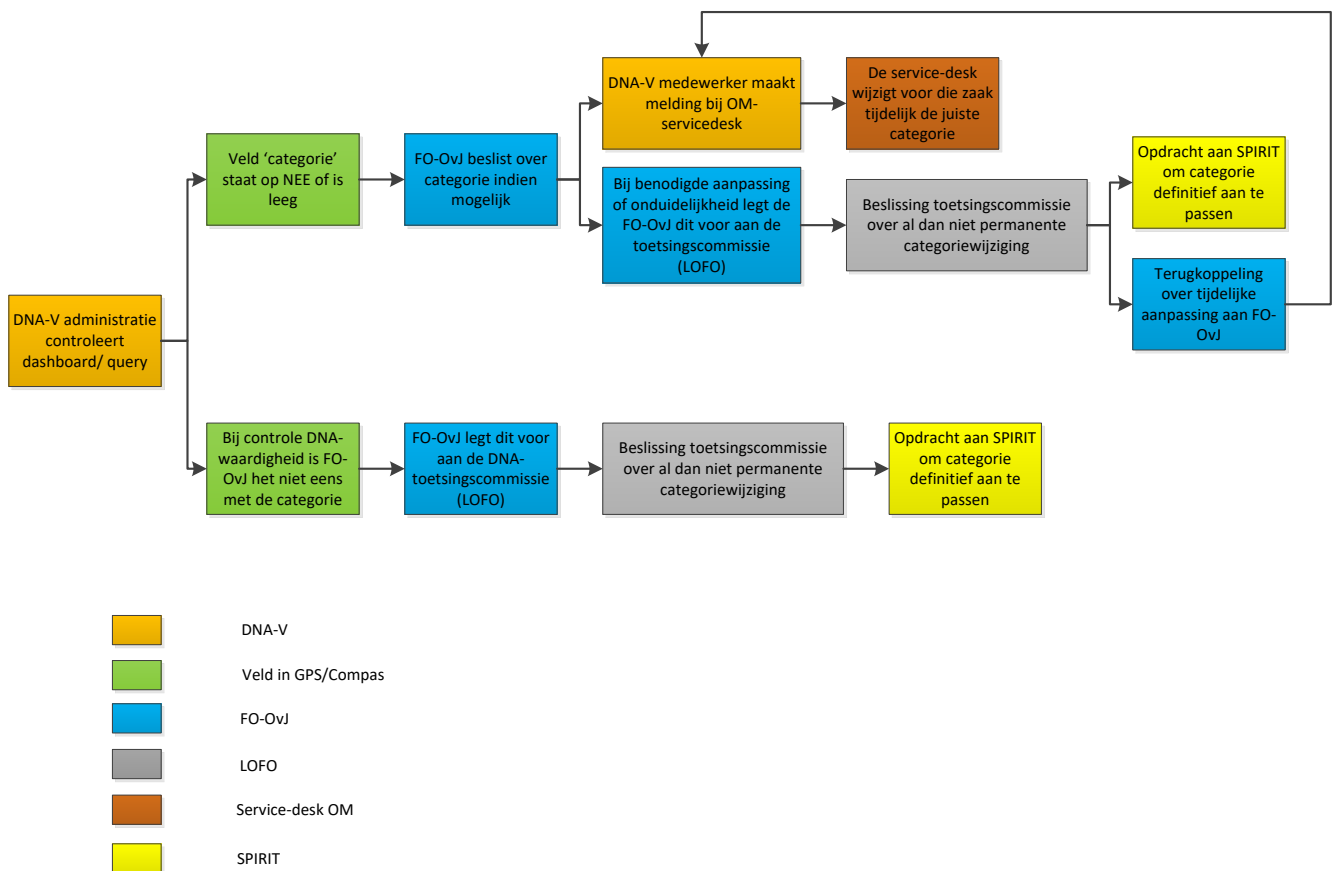 DNA-V medewerker maakt
melding bij OM-
servicedesk
De service-desk
wijzigt voor die zaak
tijdelijk de juiste
categorie
Veld ‘categorie’
staat op NEE of is
leeg
FO-OvJ beslist over
categorie indien
mogelijk
Bij benodigde aanpassing
of onduidelijkheid legt de
FO-OvJ dit voor aan de
toetsingscommissie
(LOFO)
Beslissing toetsingscommissie
over al dan niet permanente
categoriewijziging
Opdracht aan SPIRIT
om categorie
definitief aan te
passen
Terugkoppeling
over tijdelijke
aanpassing aan FO-
OvJ
DNA-V administratie
controleert
dashboard/ query
Bij controle DNA-
waardigheid is FO-
OvJ het niet eens
met de categorie
FO-OvJ legt dit voor
aan de DNA-
toetsingscommissie
(LOFO)
Beslissing toetsingscommissie
over al dan niet permanente
categoriewijziging
Opdracht aan SPIRIT
om categorie
definitief aan te
passen
DNA-V
Veld in GPS/Compas
FO-OvJ
LOFO
Service-desk OM
SPIRIT